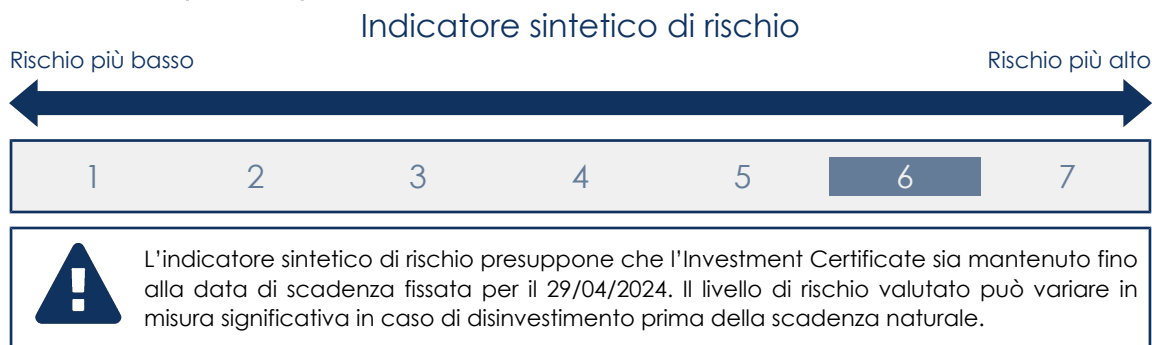 Indicatore sintetico di rischio
Rischio più basso
Rischio più alto
1 2 3 4 5 6 7
L'indicatore sintetico di rischio presuppone che l'Investment Certificate sia mantenuto fino
alla data di scadenza fissata per il 29/04/2024. Il livello di rischio valutato può variare in
misura significativa in caso di disinvestimento prima della scadenza naturale.